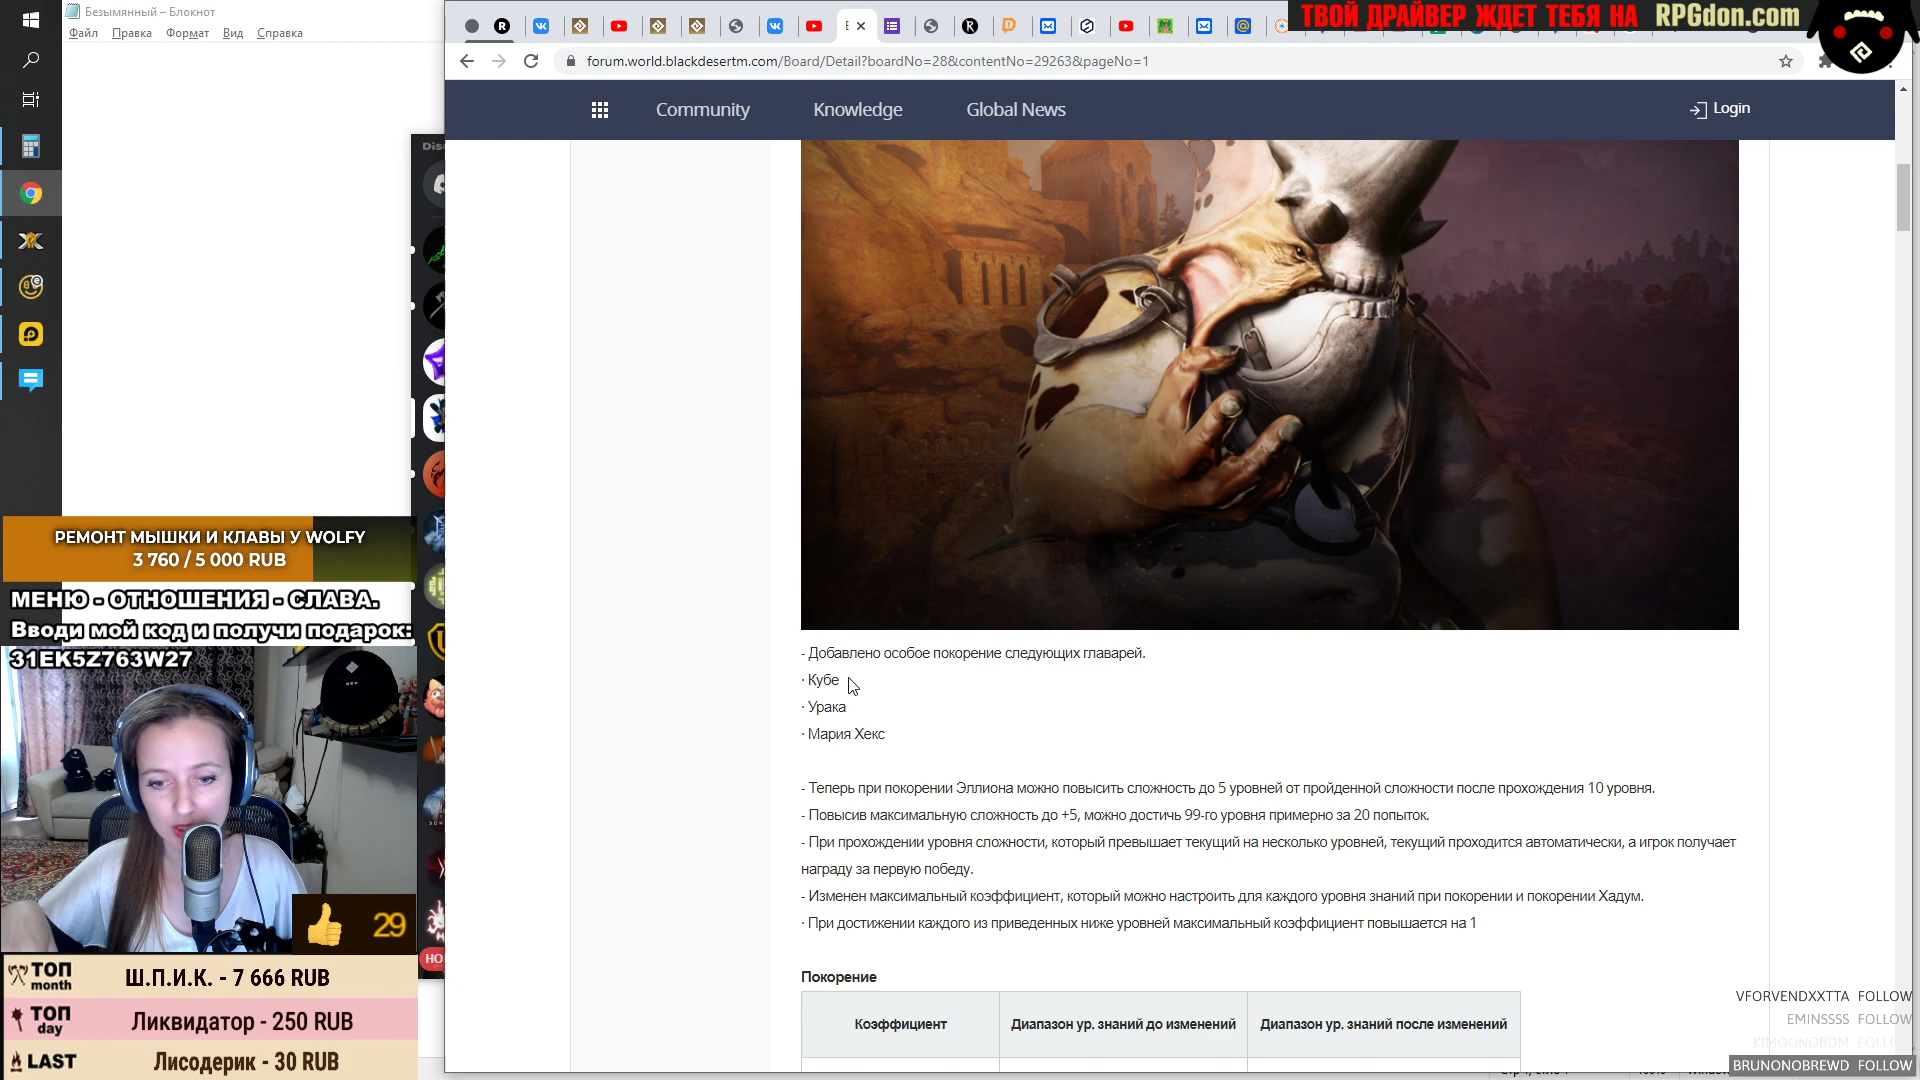 Безымянный – Блокнот
Файл Правка Формат Вид Справка
ТВОЙ ДРАЙВЕР ЖДЕТ ТЕБЯ НА RPGdon.com
forum.world.blackdesertm.com/Board/Detail?boardNo=28&contentNo=29263&pageNo=1
Community Knowledge Global News Login
РЕМОНТ МЫШКИ И КЛАВЫ У WOLFY
3 760 / 5 000 RUB
МЕНЮ - ОТНОШЕНИЯ - СЛАВА.
Вводи мой код и получи подарок:
31EK5Z763W27
29
- Добавлено особое покорение следующих главарей.
· Кубе
· Урака
· Мария Хекс
- Теперь при покорении Эллиона можно повысить сложность до 5 уровней от пройденной сложности после прохождения 10 уровня.
- Повысив максимальную сложность до +5, можно достичь 99-го уровня примерно за 20 попыток.
- При прохождении уровня сложности, который превышает текущий на несколько уровней, текущий проходится автоматически, а игрок получает
награду за первую победу.
- Изменен максимальный коэффициент, который можно настроить для каждого уровня знаний при покорении и покорении Хадум.
· При достижении каждого из приведенных ниже уровней максимальный коэффициент повышается на 1
Покорение
Коэффициент Диапазон ур. знаний до изменений Диапазон ур. знаний после изменений
ТОП month Ш.П.И.К. - 7 666 RUB
ТОП day Ликвидатор - 250 RUB
LAST Лисодерик - 30 RUB
VFORVENDXXTTA FOLLOW
EMINSSSS FOLLOW
KIMOONOBDM FOLLOW
BRUNONOBREWD FOLLOW